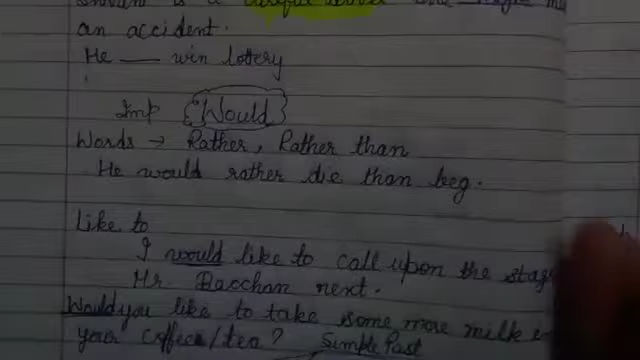 an accident.
He — win lottery
Imp {Would}
Words → Rather, Rather than
He would rather die than beg.
Like to
I would like to call upon the stage
Mr. Bacchan next.
Would you like to take some more milk
your coffee/tea? Simple Past